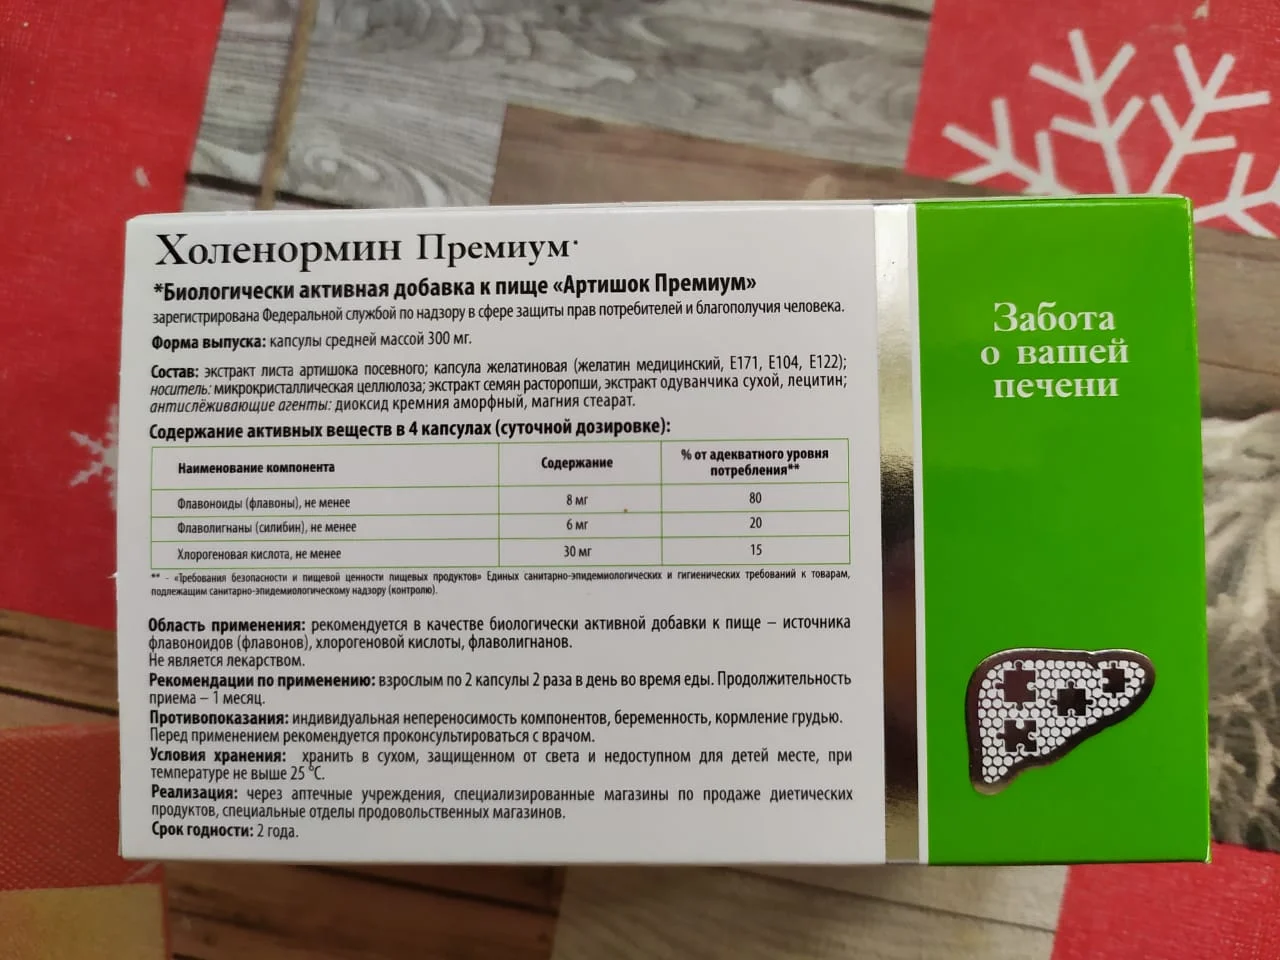 Холенормин Премиум*
*Биологически активная добавка к пище «Артишок Премиум»
зарегистрирована Федеральной службой по надзору в сфере защиты прав потребителей и благополучия человека.
Форма выпуска: капсулы средней массой 300 мг.
Состав: экстракт листа артишока посевного; капсула желатиновая (желатин медицинский, Е171, Е104, Е122);
носитель: микрокристаллическая целлюлоза; экстракт семян расторопши, экстракт одуванчика сухой, лецитин;
антислёживающие агенты: диоксид кремния аморфный, магния стеарат.
Содержание активных веществ в 4 капсулах (суточной дозировке):
Наименование компонента Содержание % от адекватного уровня
потребления**
Флавоноиды (флавоны), не менее 8 мг 80
Флаволигнаны (силибин), не менее 6 мг 20
Хлорогеновая кислота, не менее 30 мг 15
** - «Требования безопасности и пищевой ценности пищевых продуктов» Единых санитарно-эпидемиологических и гигиенических требований к товарам,
подлежащим санитарно-эпидемиологическому надзору (контролю).
Область применения: рекомендуется в качестве биологически активной добавки к пище – источника
флавоноидов (флавонов), хлорогеновой кислоты, флаволигнанов.
Не является лекарством.
Рекомендации по применению: взрослым по 2 капсулы 2 раза в день во время еды. Продолжительность
приема – 1 месяц.
Противопоказания: индивидуальная непереносимость компонентов, беременность, кормление грудью.
Перед применением рекомендуется проконсультироваться с врачом.
Условия хранения: хранить в сухом, защищенном от света и недоступном для детей месте, при
температуре не выше 25 °С.
Реализация: через аптечные учреждения, специализированные магазины по продаже диетических
продуктов, специальные отделы продовольственных магазинов.
Срок годности: 2 года.
Забота
о вашей
печени